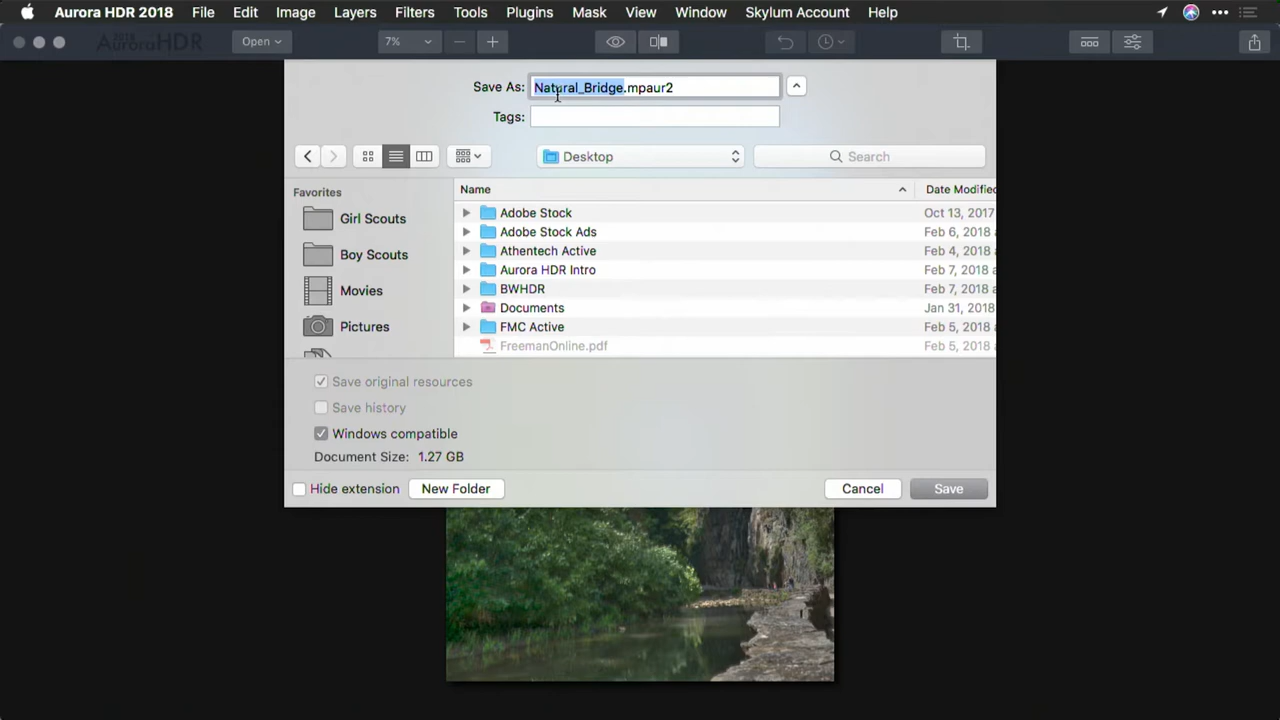 Aurora HDR 2018 File Edit Image Layers Filters Tools Plugins Mask View Window Skylum Account Help
2018
AuroraHDR Open 7%
Save As: Natural_Bridge.mpaur2
Tags:
Desktop Search
Favorites
Girl Scouts
Boy Scouts
Movies
Pictures
Name Date Modified
Adobe Stock Oct 13, 2017
Adobe Stock Ads Feb 6, 2018 a
Athentech Active Feb 4, 2018 a
Aurora HDR Intro Feb 7, 2018 a
BWHDR Feb 7, 2018 a
Documents Jan 31, 2018
FMC Active Feb 5, 2018 a
FreemanOnline.pdf Feb 5, 2018 a
Save original resources
Save history
Windows compatible
Document Size: 1.27 GB
Hide extension New Folder Cancel Save